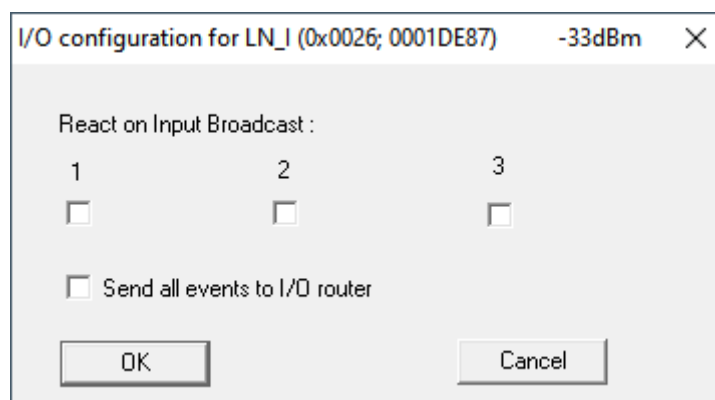 I/O configuration for LN_I (0x0026; 0001DE87) -33dBm
React on Input Broadcast :
1 2 3
Send all events to I/O router
OK Cancel